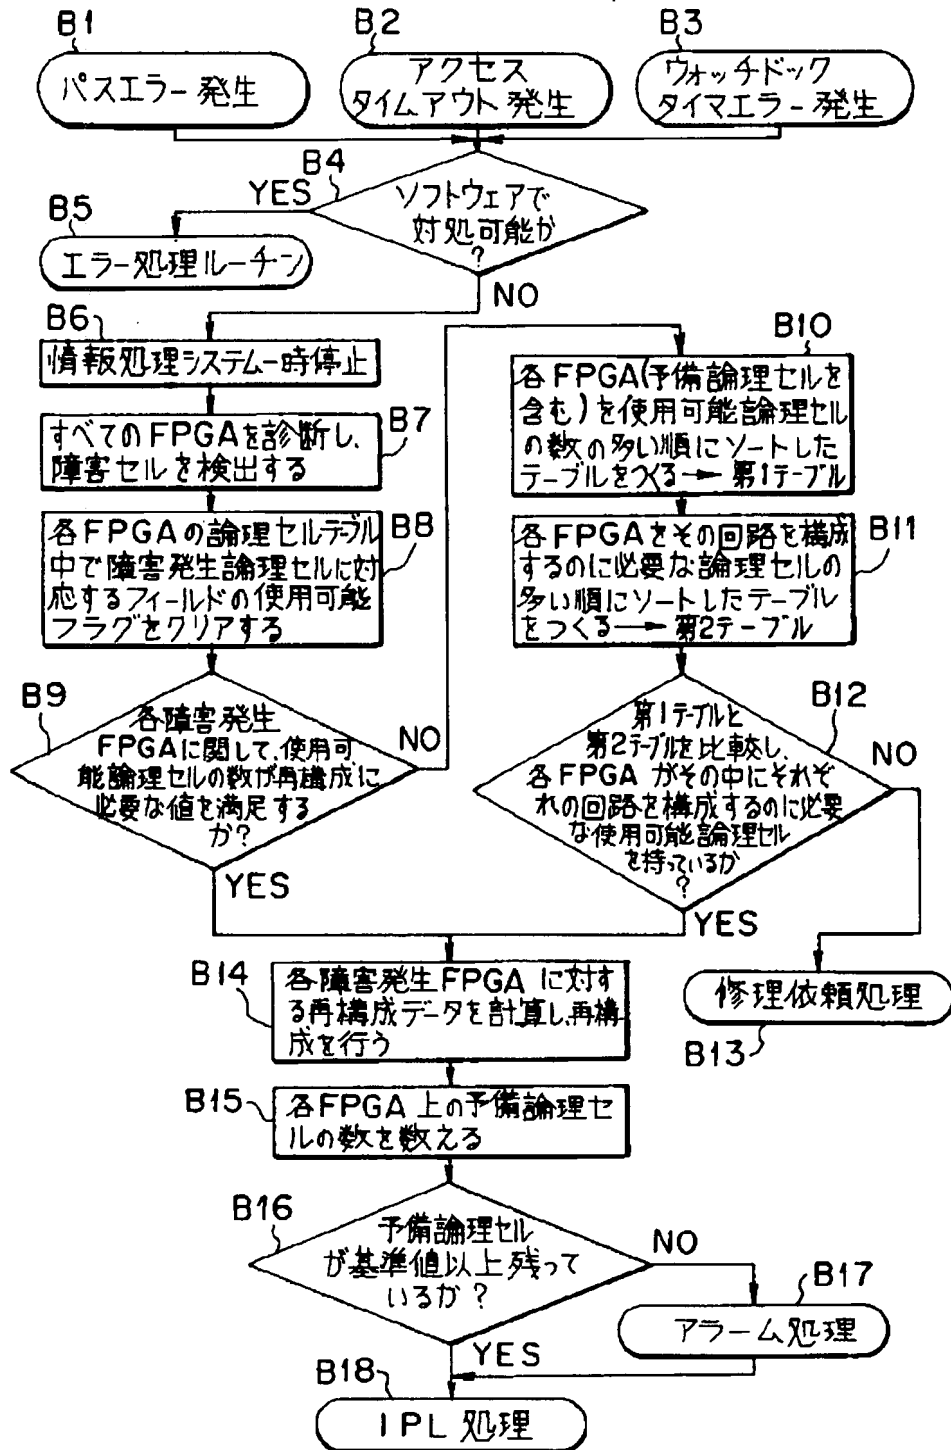 B1
パスエラー発生
B2
アクセス
タイムアウト発生
B3
ウォッチドック
タイマエラー発生
B4
YES
ソフトウェアで
対処可能か
?
B5
エラー処理ルーチン
NO
B6
情報処理システム一時停止
B7
すべてのFPGAを診断し、
障害セルを検出する
B8
各FPGAの論理セルテーブル
中で障害発生論理セルに対
応するフィールドの使用可能
フラグをクリアする
B9
各障害発生
FPGAに関して、使用可
能論理セルの数が再構成に
必要な値を満足する
か?
NO
YES
B10
各FPGA(予備論理セルを
含む)を使用可能論理セル
の数の多い順にソートした
テーブルをつくる→第1テーブル
B11
各FPGAをその回路を構成
するのに必要な論理セルの
多い順にソートしたテーブル
をつくる→第2テーブル
B12
第1テーブルと
第2テーブルを比較し、
各FPGAがその中にそれぞ
れの回路を構成するのに必要
な使用可能論理セル
を持っているか
?
NO
YES
修理依頼処理
B13
B14
各障害発生FPGAに対す
る再構成データを計算し、再構
成を行う
B15
各FPGA上の予備論理セ
ルの数を数える
B16
予備論理セル
が基準値以上残って
いるか?
NO
B17
アラーム処理
YES
B18
IPL処理